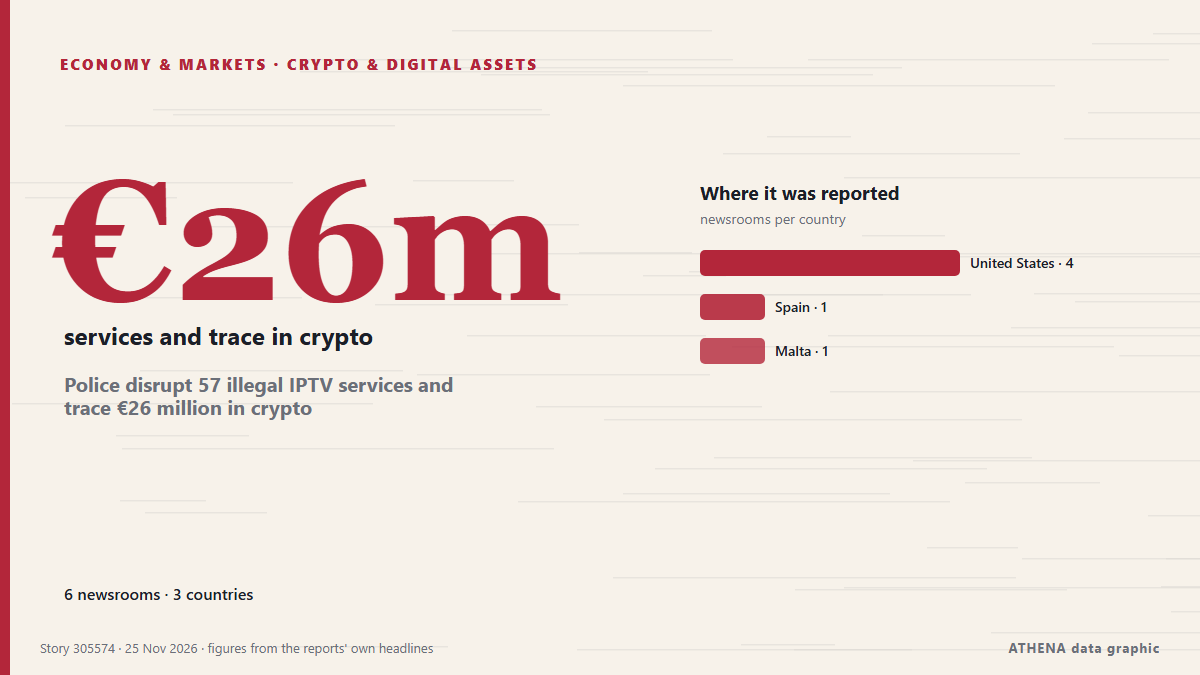 ECONOMY & MARKETS · CRYPTO & DIGITAL ASSETS
€26m
services and trace in crypto
Police disrupt 57 illegal IPTV services and
trace €26 million in crypto
6 newsrooms · 3 countries
Where it was reported
newsrooms per country
United States · 4
Spain · 1
Malta · 1
Story 305574 · 25 Nov 2026 · figures from the reports' own headlines
ATHENA data graphic